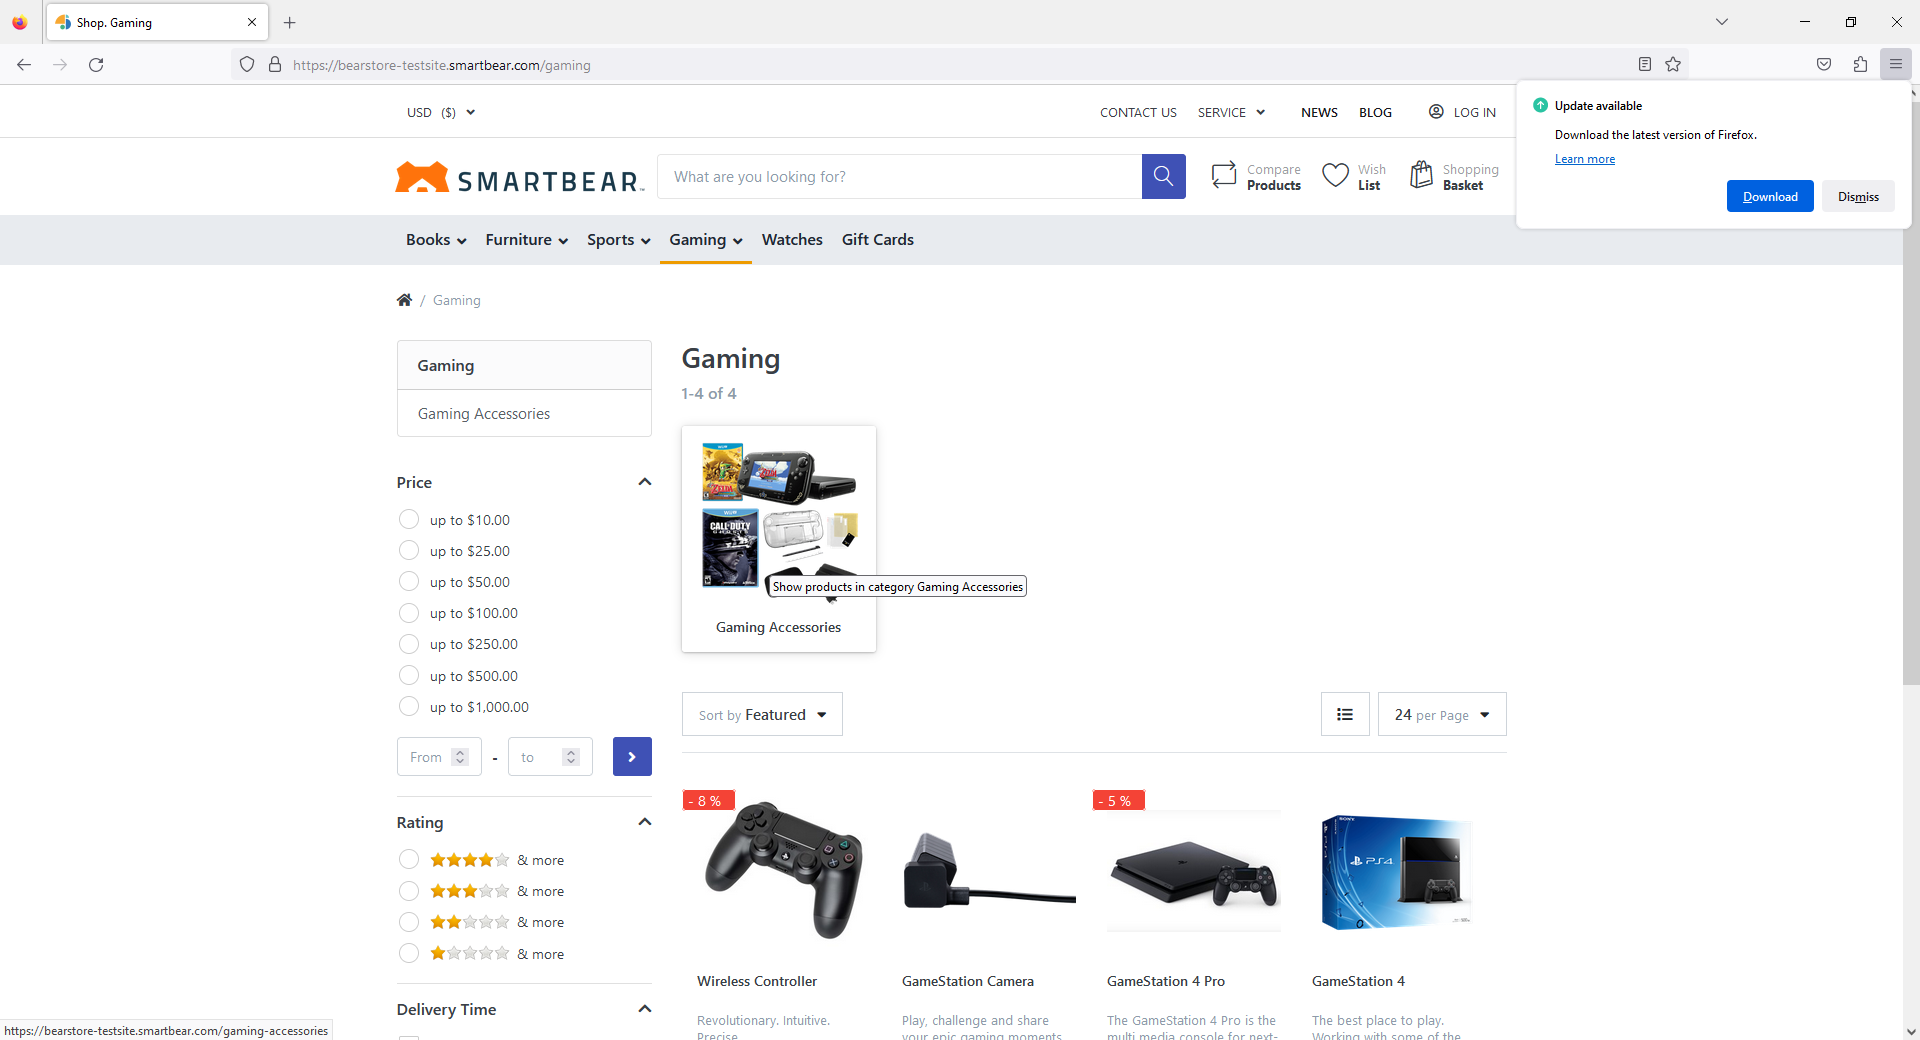 Shop. Gaming
https://bearstore-testsite.smartbear.com/gaming
Update available
Download the latest version of Firefox.
Learn more
Download
Dismiss
USD ($)
CONTACT US
SERVICE
NEWS
BLOG
LOG IN
SMARTBEAR
What are you looking for?
Compare
Products
Wish
List
Shopping
Basket
Books
Furniture
Sports
Gaming
Watches
Gift Cards
/ Gaming
Gaming
Gaming Accessories
Price
up to $10.00
up to $25.00
up to $50.00
up to $100.00
up to $250.00
up to $500.00
up to $1,000.00
From
-
to
Rating
& more
& more
& more
& more
Delivery Time
Gaming
1-4 of 4
CALL·DUTY
Show products in category Gaming Accessories
Gaming Accessories
Sort by Featured
24 per Page
- 8 %
- 5 %
SONY
PS4
Wireless Controller
GameStation Camera
GameStation 4 Pro
GameStation 4
Revolutionary. Intuitive.
Precise
Play, challenge and share
your epic gaming moments
The GameStation 4 Pro is the
multi media console for next-
The best place to play.
Working with some of the
https://bearstore-testsite.smartbear.com/gaming-accessories